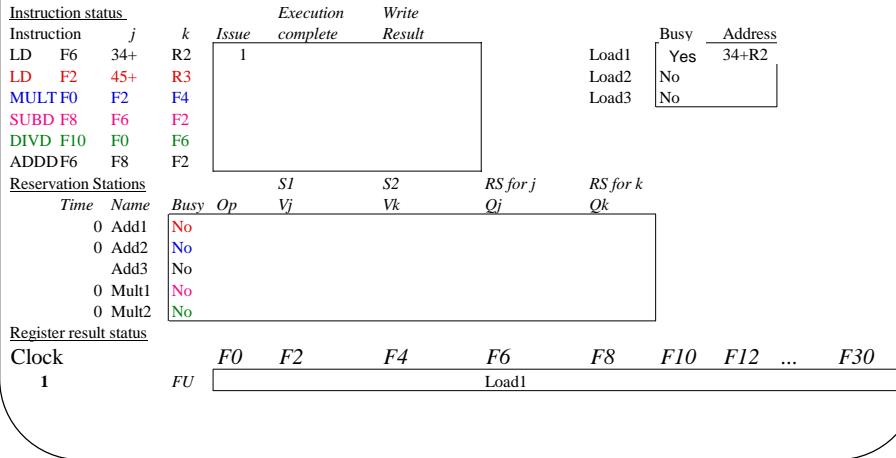 Instruction status Execution Write
Instruction j k Issue complete Result Busy Address
LD F6 34+ R2 1 Load1 Yes 34+R2
LD F2 45+ R3 Load2 No
MULT F0 F2 F4 Load3 No
SUBD F8 F6 F2
DIVD F10 F0 F6
ADDD F6 F8 F2
Reservation Stations S1 S2 RS for j RS for k
Time Name Busy Op Vj Vk Qj Qk
0 Add1 No
0 Add2 No
Add3 No
0 Mult1 No
0 Mult2 No
Register result status
Clock F0 F2 F4 F6 F8 F10 F12 ... F30
1 FU Load1